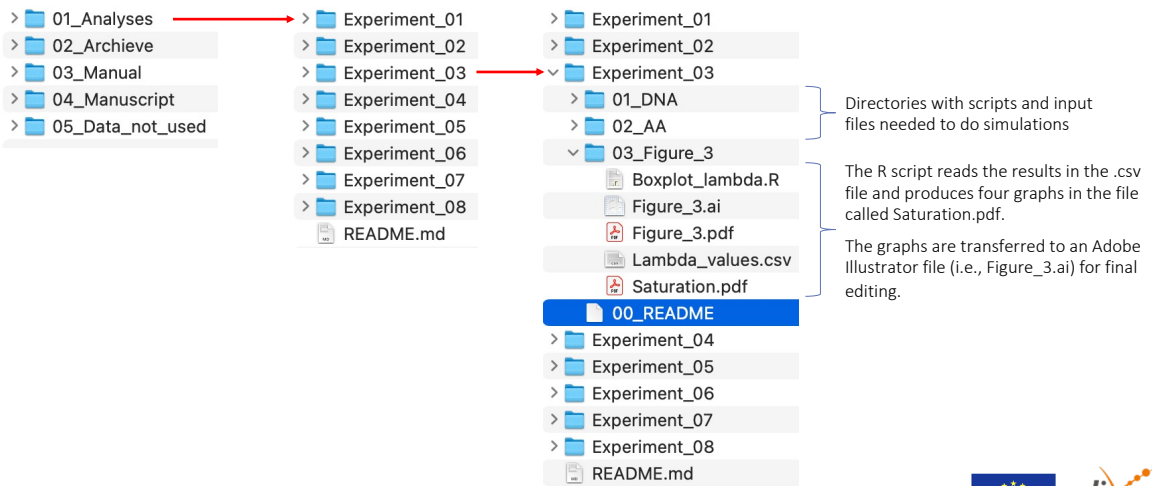 01_Analyses
02_Archieve
03_Manual
04_Manuscript
05_Data_not_used
Experiment_01
Experiment_02
Experiment_03
Experiment_04
Experiment_05
Experiment_06
Experiment_07
Experiment_08
README.md
Experiment_01
Experiment_02
Experiment_03
01_DNA
02_AA
03_Figure_3
Boxplot_lambda.R
Figure_3.ai
Figure_3.pdf
Lambda_values.csv
Saturation.pdf
00_README
Experiment_04
Experiment_05
Experiment_06
Experiment_07
Experiment_08
README.md
Directories with scripts and input
files needed to do simulations
The R script reads the results in the .csv
file and produces four graphs in the file
called Saturation.pdf.
The graphs are transferred to an Adobe
Illustrator file (i.e., Figure_3.ai) for final
editing.